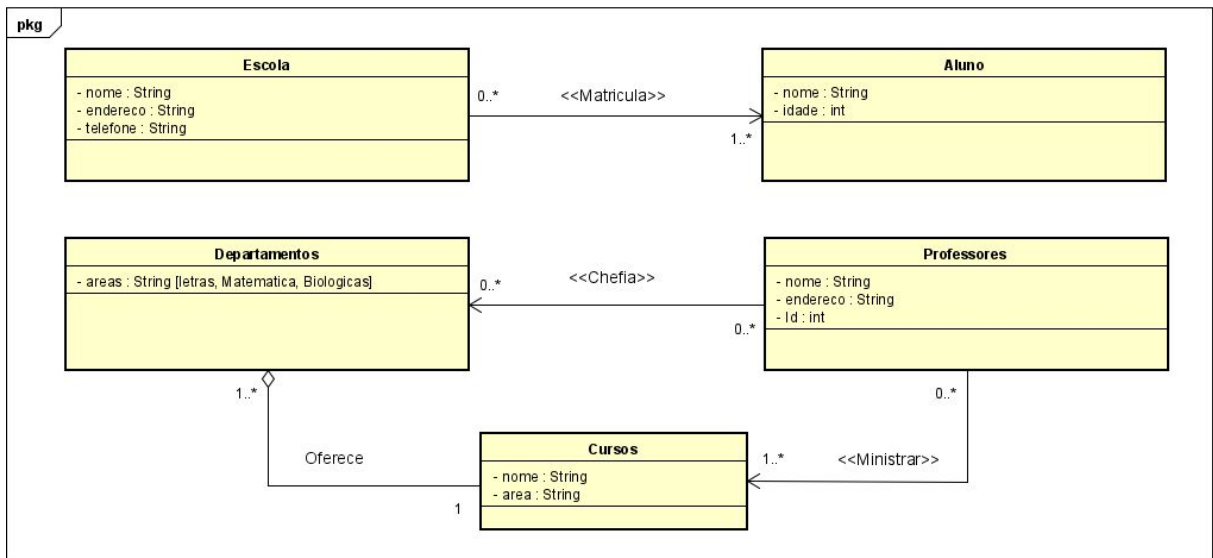 pkg
Escola
- nome : String
- endereco : String
- telefone : String
0..*
<<Matricula>>
1..*
Aluno
- nome : String
- idade : int
Departamentos
- areas : String [letras, Matematica, Biologicas]
0..*
<<Chefia>>
0..*
Professores
- nome : String
- endereco : String
- Id : int
1..*
Oferece
1
Cursos
- nome : String
- area : String
1..*
<<Ministrar>>
0..*